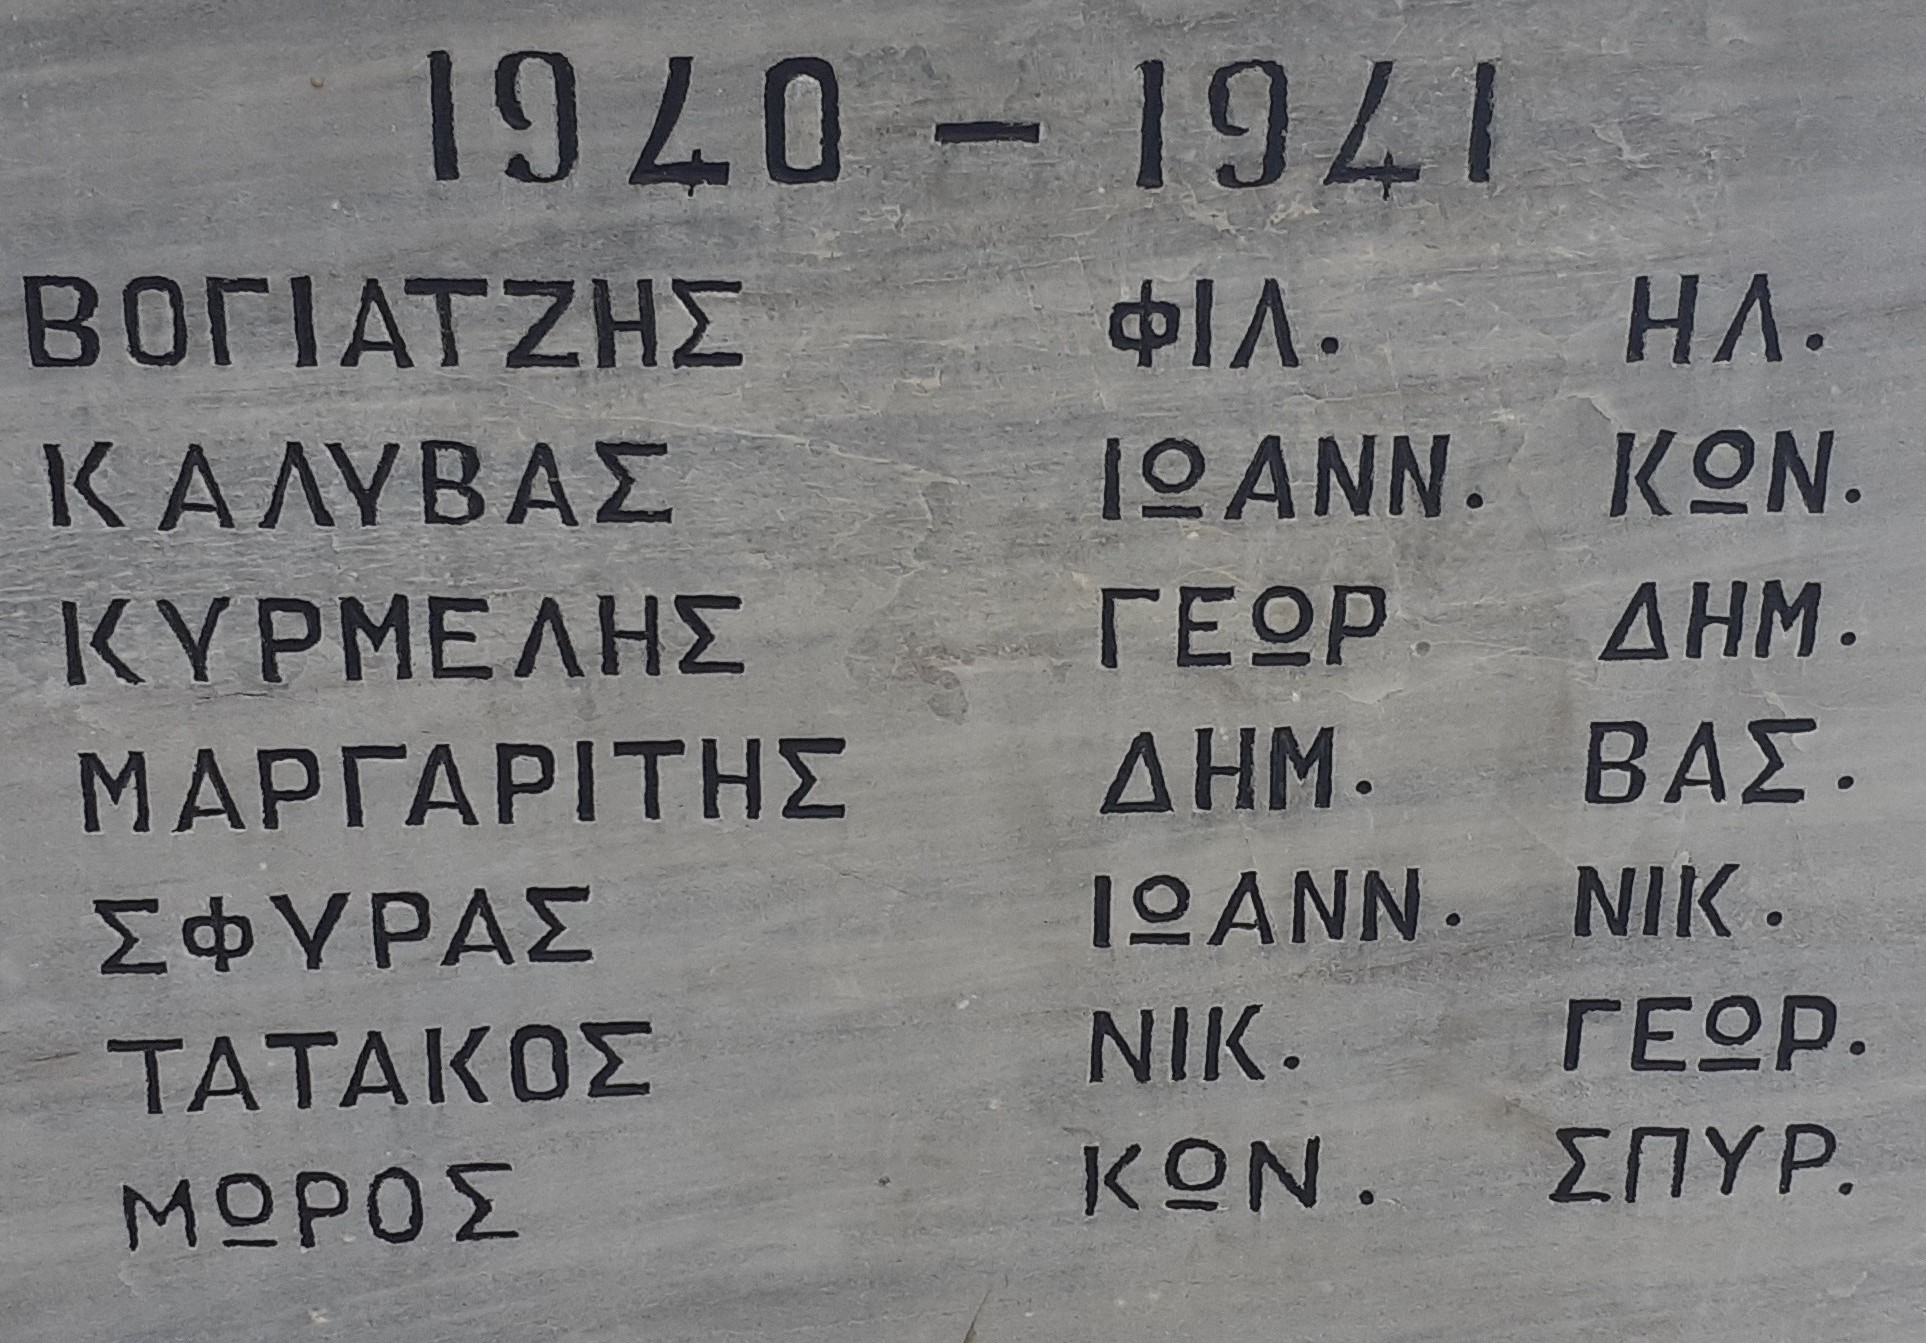 1940 – 1941
ΒΟΓΙΑΤΖΗΣ ΦΙΛ. ΗΛ.
ΚΑΛΥΒΑΣ ΙΩΑΝΝ. ΚΩΝ.
ΚΥΡΜΕΛΗΣ ΓΕΩΡ. ΔΗΜ.
ΜΑΡΓΑΡΙΤΗΣ ΔΗΜ. ΒΑΣ.
ΣΦΥΡΑΣ ΙΩΑΝΝ. ΝΙΚ.
ΤΑΤΑΚΟΣ ΝΙΚ. ΓΕΩΡ.
ΜΩΡΟΣ ΚΩΝ. ΣΠΥΡ.